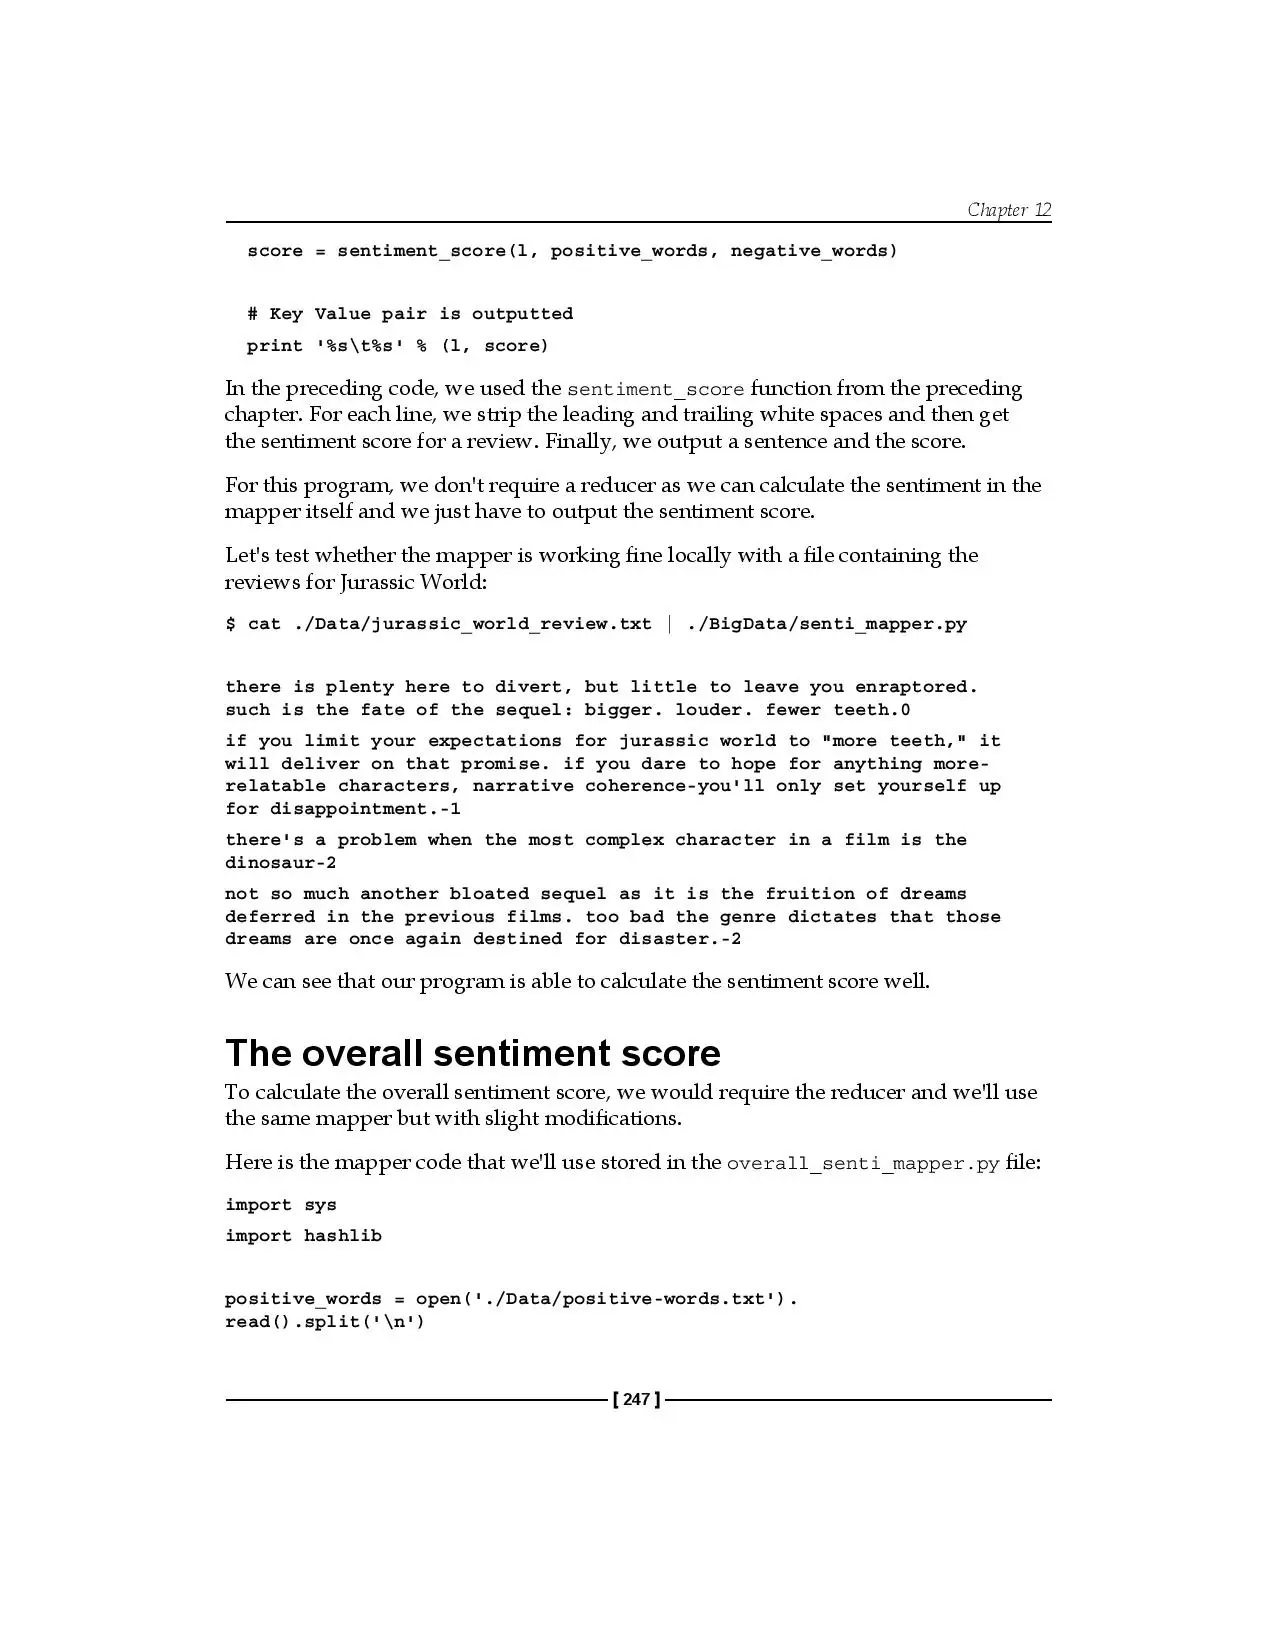 Chapter 12
score = sentiment_score(l, positive_words, negative_words)
# Key Value pair is outputted
print '%s\t%s' % (l, score)
In the preceding code, we used the sentiment_score function from the preceding
chapter. For each line, we strip the leading and trailing white spaces and then get
the sentiment score for a review. Finally, we output a sentence and the score.
For this program, we don't require a reducer as we can calculate the sentiment in the
mapper itself and we just have to output the sentiment score.
Let's test whether the mapper is working fine locally with a file containing the
reviews for Jurassic World:
$ cat ./Data/jurassic_world_review.txt | ./BigData/senti_mapper.py
there is plenty here to divert, but little to leave you enraptored.
such is the fate of the sequel: bigger. louder. fewer teeth.0
if you limit your expectations for jurassic world to "more teeth," it
will deliver on that promise. if you dare to hope for anything more-
relatable characters, narrative coherence-you'll only set yourself up
for disappointment.-1
there's a problem when the most complex character in a film is the
dinosaur-2
not so much another bloated sequel as it is the fruition of dreams
deferred in the previous films. too bad the genre dictates that those
dreams are once again destined for disaster.-2
We can see that our program is able to calculate the sentiment score well.
The overall sentiment score
To calculate the overall sentiment score, we would require the reducer and we'll use
the same mapper but with slight modifications.
Here is the mapper code that we'll use stored in the overall_senti_mapper.py file:
import sys
import hashlib
positive_words = open('./Data/positive-words.txt').
read().split('\n')
[ 247 ]